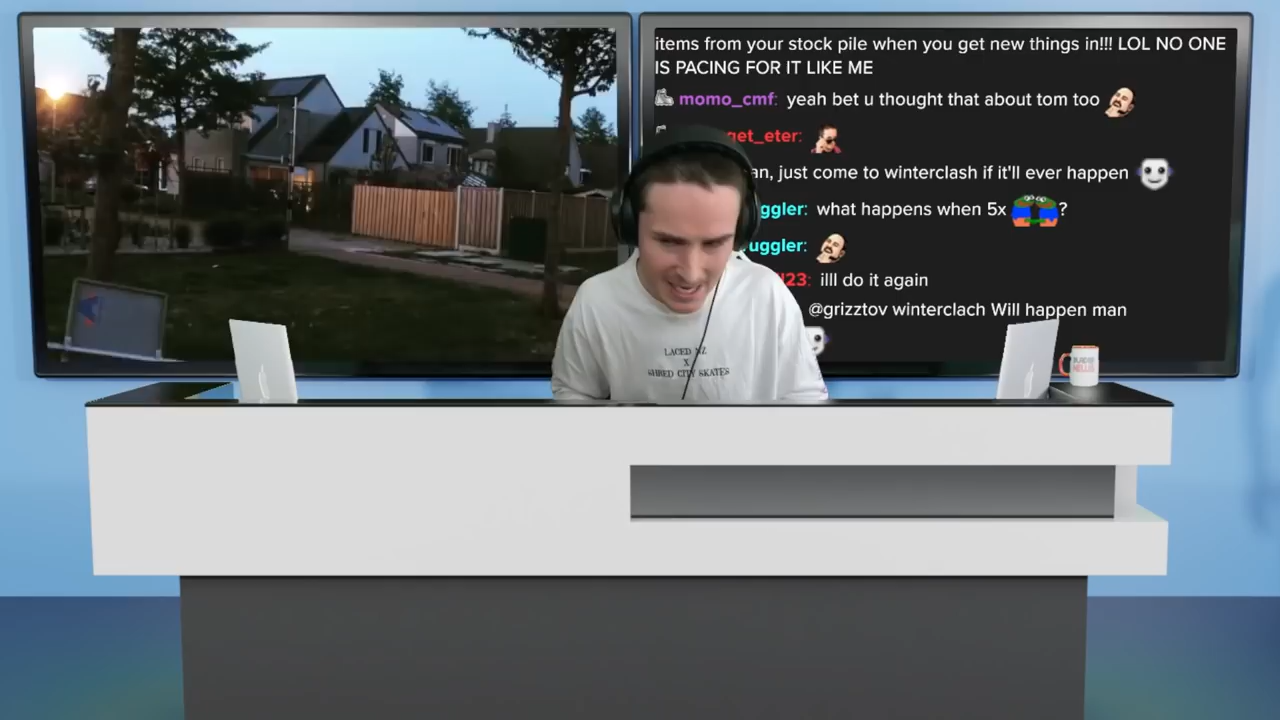 items from your stock pile when you get new things in!!! LOL NO ONE
IS PACING FOR IT LIKE ME
momo_cmf: yeah bet u thought that about tom too
get_eter:
an, just come to winterclash if it'll ever happen
ggler: what happens when 5x ?
uggler:
23: illl do it again
@grizztov winterclach Will happen man
LACED NZ
X
SHRED CITY SKATES